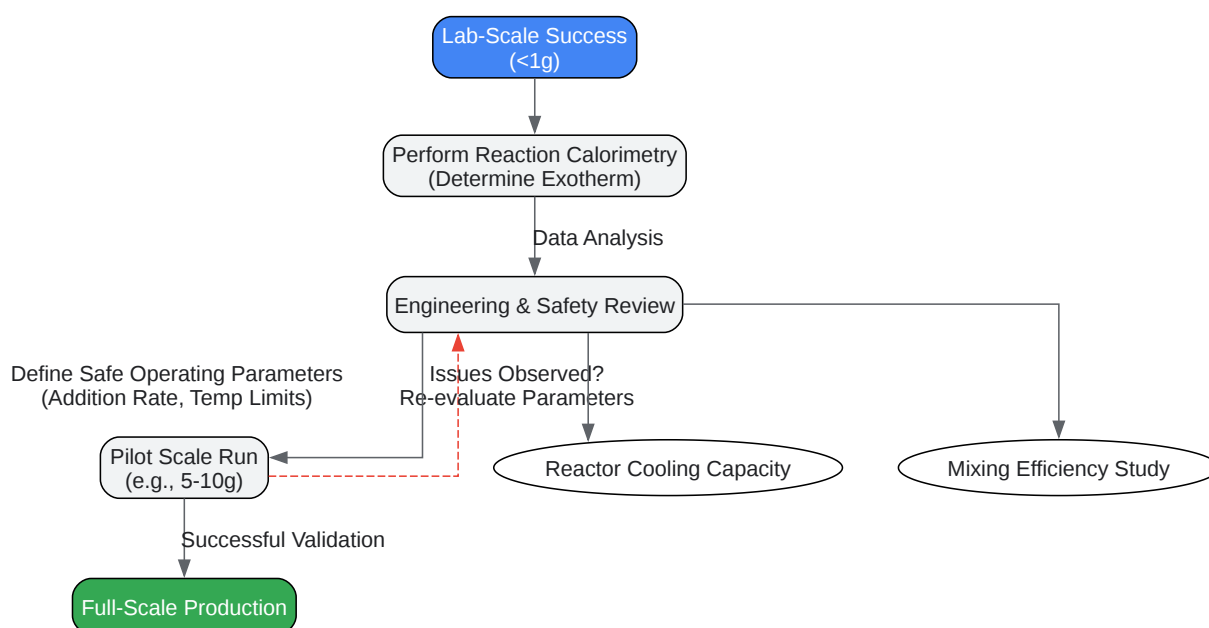 Lab-Scale Success
(<1g)
Perform Reaction Calorimetry
(Determine Exotherm)
Data Analysis
Engineering & Safety Review
Define Safe Operating Parameters
(Addition Rate, Temp Limits)
Issues Observed?
Re-evaluate Parameters
Pilot Scale Run
(e.g., 5-10g)
Reactor Cooling Capacity
Mixing Efficiency Study
Successful Validation
Full-Scale Production